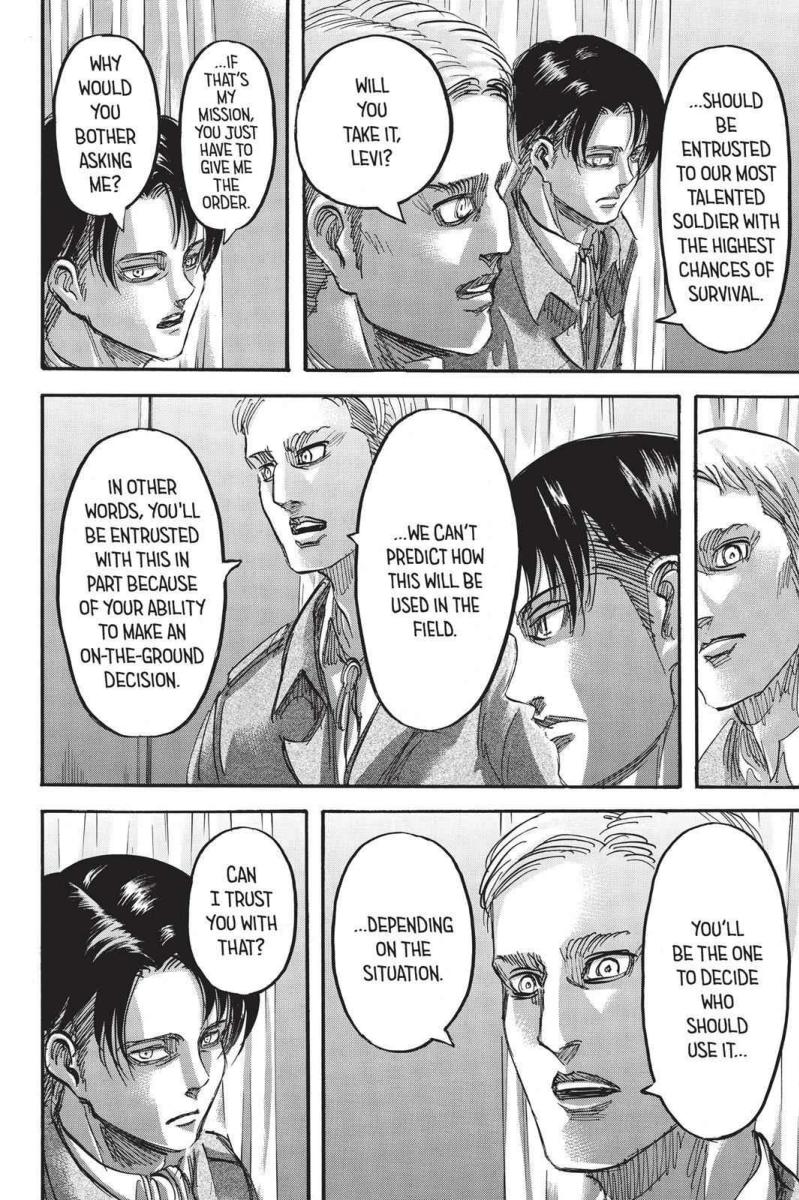 ...SHOULD
BE
ENTRUSTED
TO OUR MOST
TALENTED
SOLDIER WITH
THE HIGHEST
CHANCES OF
SURVIVAL.
WILL
YOU
TAKE IT,
LEVI?
...IF
THAT'S
MY
MISSION,
YOU JUST
HAVE TO
GIVE ME
THE
ORDER.
WHY
WOULD
YOU
BOTHER
ASKING
ME?
...WE CAN'T
PREDICT HOW
THIS WILL BE
USED IN THE
FIELD.
IN OTHER
WORDS, YOU'LL
BE ENTRUSTED
WITH THIS IN
PART BECAUSE
OF YOUR ABILITY
TO MAKE AN
ON-THE-GROUND
DECISION.
YOU'LL
BE THE ONE
TO DECIDE
WHO
SHOULD
USE IT...
...DEPENDING
ON THE
SITUATION.
CAN
I TRUST
YOU WITH
THAT?